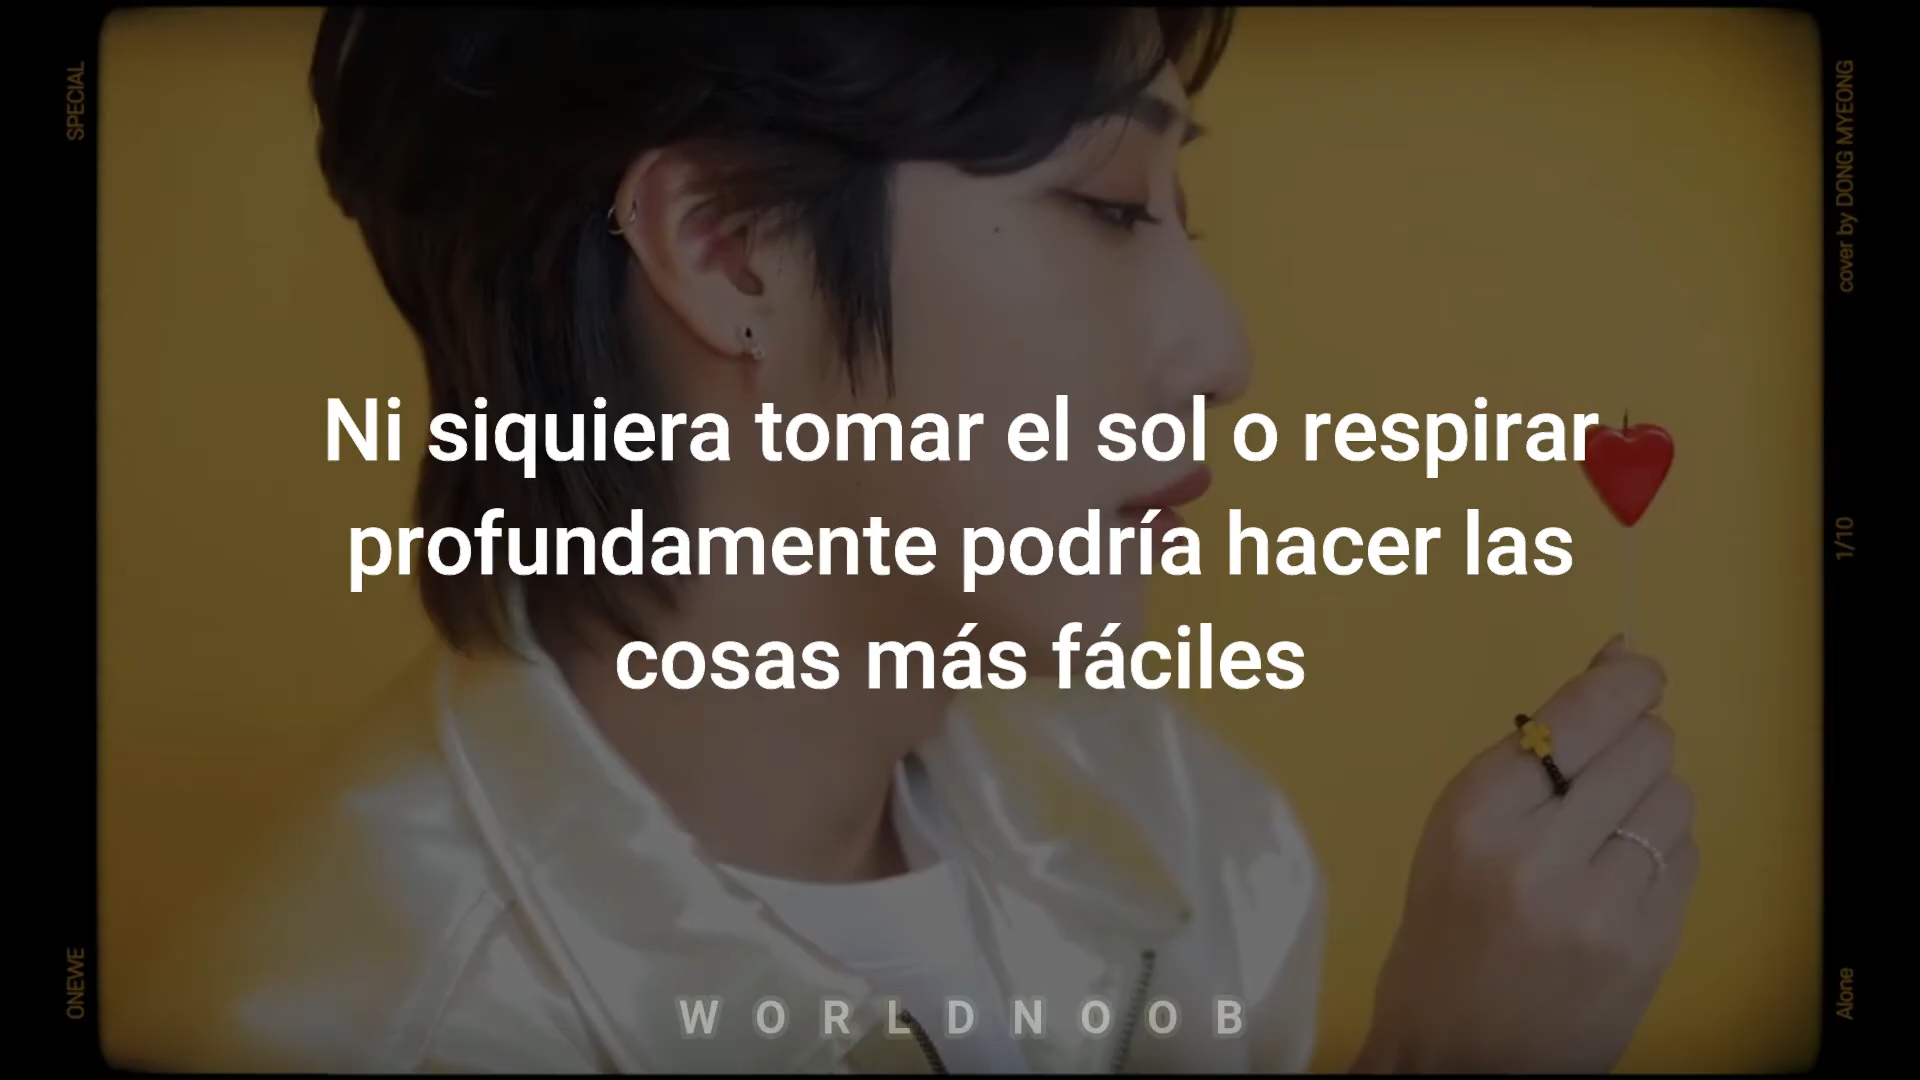 SPECIAL
cover by DONG MYEONG
Ni siquiera tomar el sol o respirar
profundamente podría hacer las
cosas más fáciles
1/10
ONEWE
Alone
WORLDNOOB